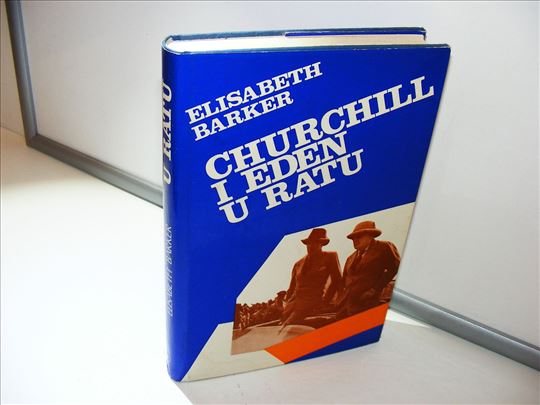 ELISABETH
BARKER
CHURCHILL
I EDEN
U RATU
ELISABETH BARKER
U RATU